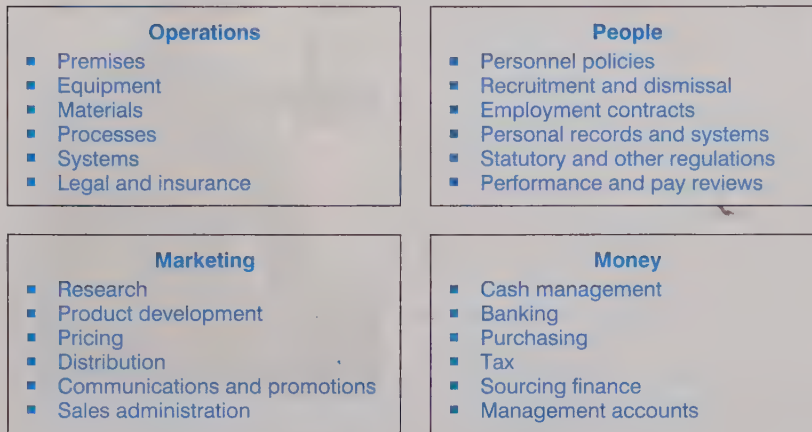 Operations
▪ Premises
▪ Equipment
▪ Materials
▪ Processes
▪ Systems
▪ Legal and insurance
People
▪ Personnel policies
▪ Recruitment and dismissal
▪ Employment contracts
▪ Personal records and systems
▪ Statutory and other regulations
▪ Performance and pay reviews
Marketing
▪ Research
▪ Product development
▪ Pricing
▪ Distribution
▪ Communications and promotions
▪ Sales administration
Money
▪ Cash management
▪ Banking
▪ Purchasing
▪ Tax
▪ Sourcing finance
▪ Management accounts